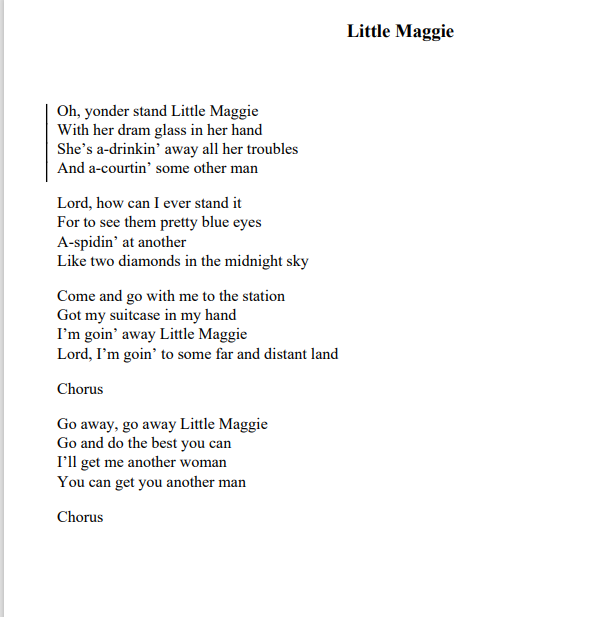 Little Maggie
Oh, yonder stand Little Maggie
With her dram glass in her hand
She’s a-drinkin’ away all her troubles
And a-courtin’ some other man
Lord, how can I ever stand it
For to see them pretty blue eyes
A-spidin’ at another
Like two diamonds in the midnight sky
Come and go with me to the station
Got my suitcase in my hand
I’m goin’ away Little Maggie
Lord, I’m goin’ to some far and distant land
Chorus
Go away, go away Little Maggie
Go and do the best you can
I’ll get me another woman
You can get you another man
Chorus